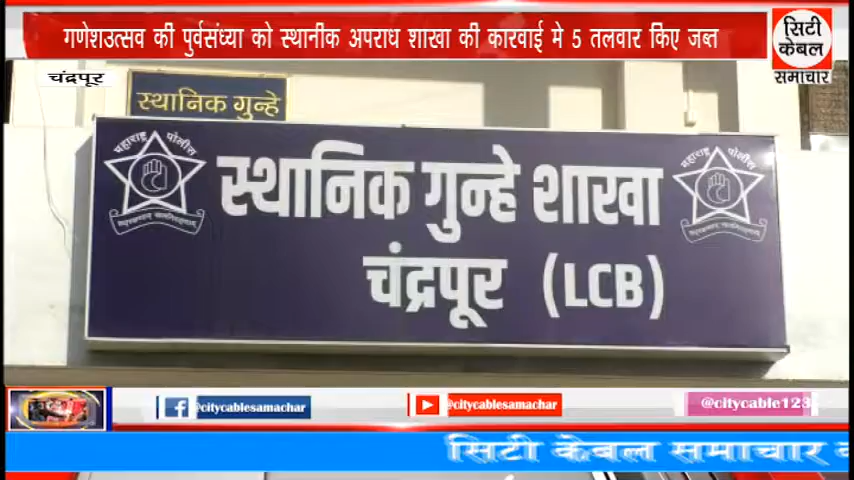 गणेशउत्सव की पुर्वसंध्या को स्थानीक अपराध शाखा की कारवाई मे 5 तलवार किए जब्त
सिटी
केबल
समाचार
चंद्रपूर
स्थानिक गुन्हे
महाराष्ट्र पोलीस
महाराष्ट्र पोलीस
स्थानिक गुन्हे शाखा
चंद्रपूर (LCB)
citycablesamachar
citycablesamachar
@citycable123
सिटी केबल समाचार